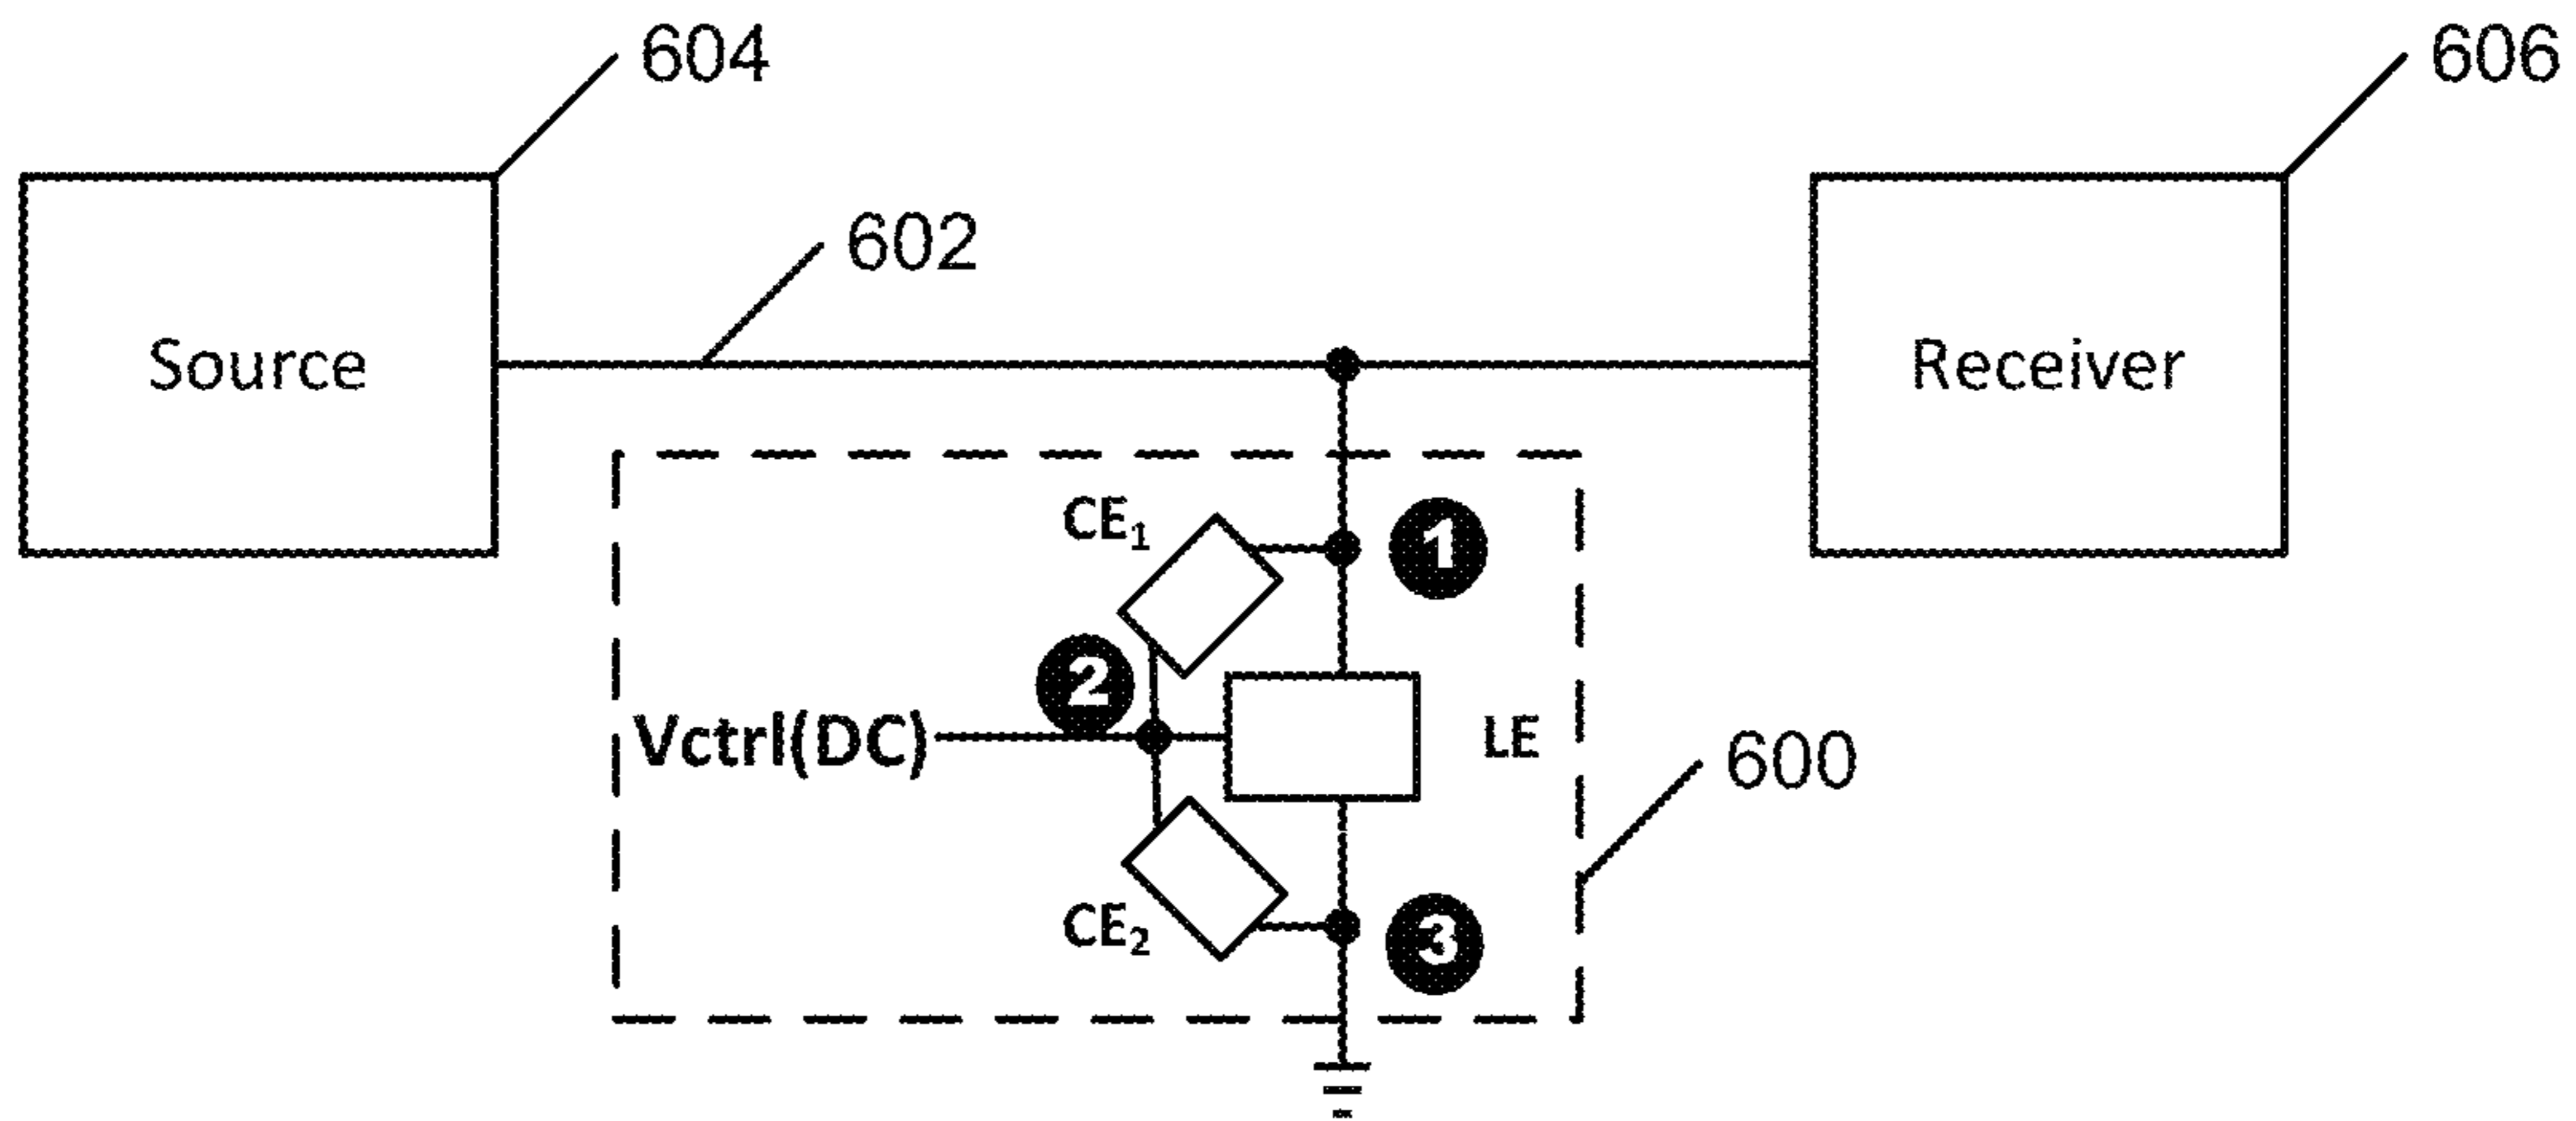 604
606
602
Source
Receiver
CE₁
1
2
Vctrl(DC)
LE
600
CE₂
3